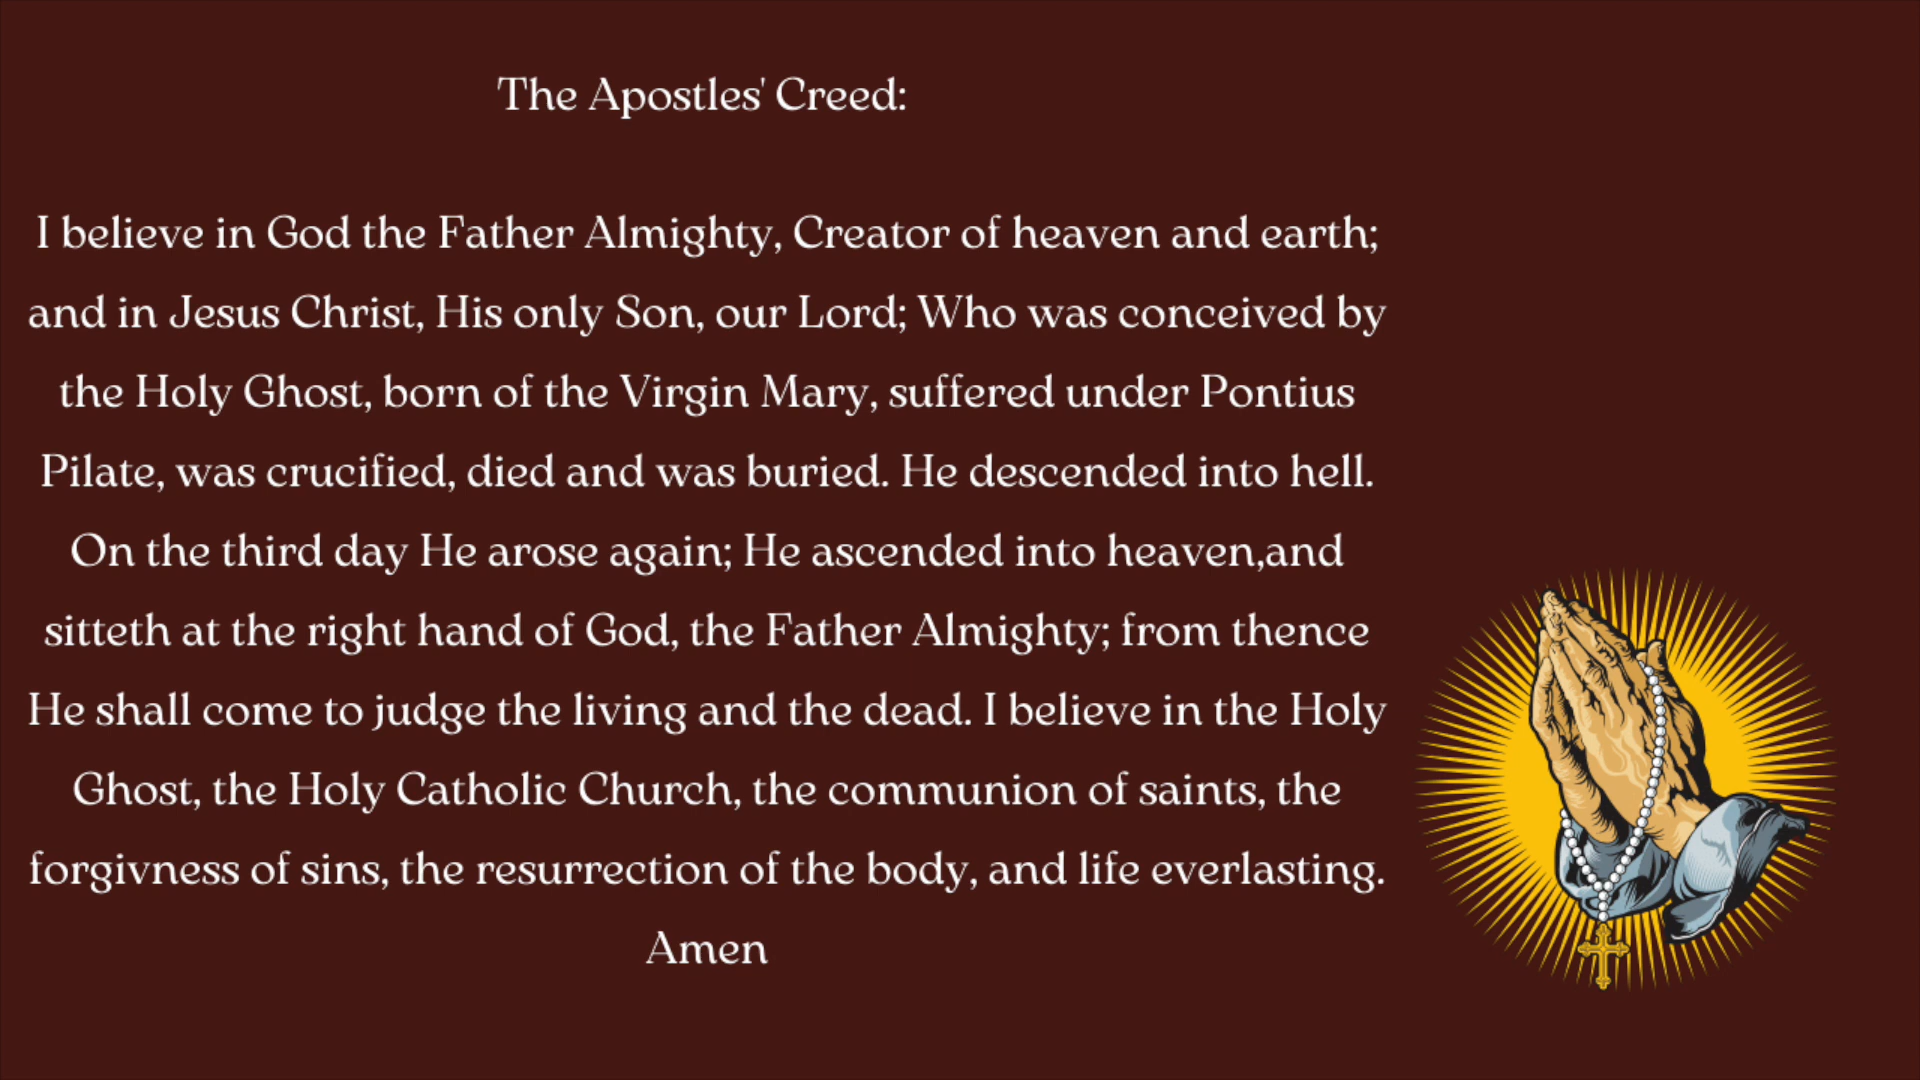 The Apostles' Creed:
I believe in God the Father Almighty, Creator of heaven and earth;
and in Jesus Christ, His only Son, our Lord; Who was conceived by
the Holy Ghost, born of the Virgin Mary, suffered under Pontius
Pilate, was crucified, died and was buried. He descended into hell.
On the third day He arose again; He ascended into heaven,and
sitteth at the right hand of God, the Father Almighty; from thence
He shall come to judge the living and the dead. I believe in the Holy
Ghost, the Holy Catholic Church, the communion of saints, the
forgivness of sins, the resurrection of the body, and life everlasting.
Amen